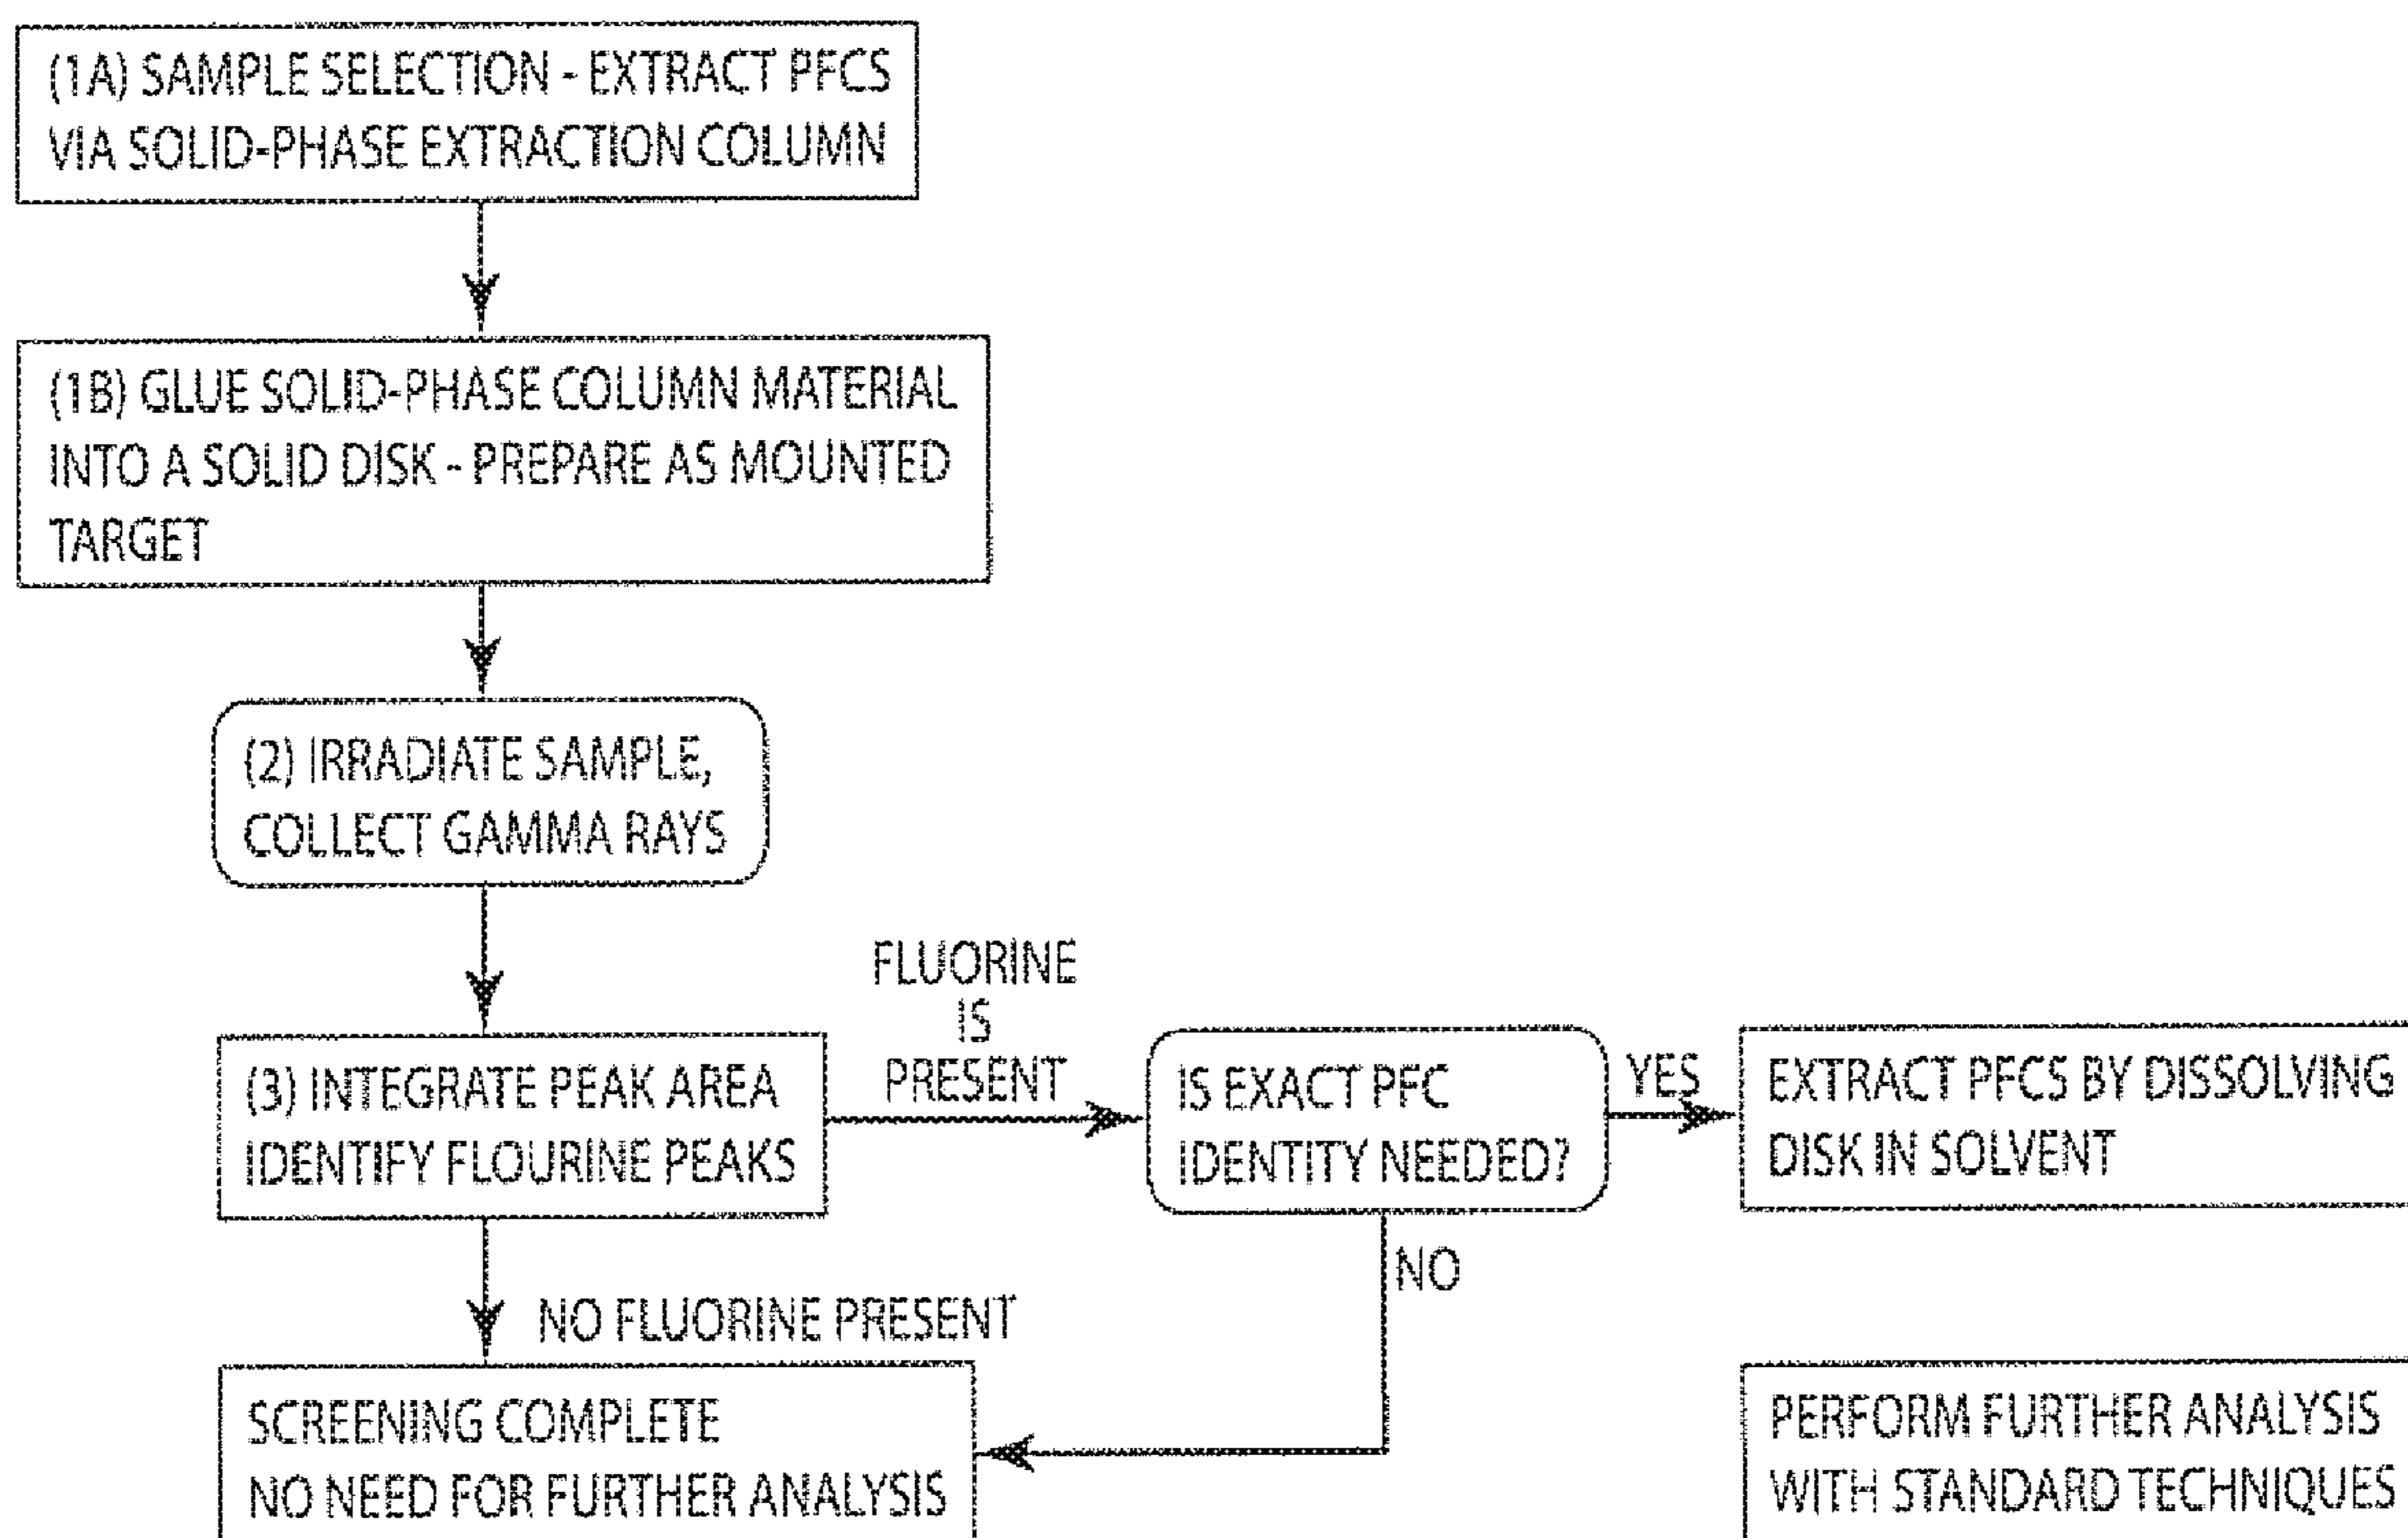 (1A) SAMPLE SELECTION - EXTRACT PFCS
VIA SOLID-PHASE EXTRACTION COLUMN
(1B) GLUE SOLID-PHASE COLUMN MATERIAL
INTO A SOLID DISK - PREPARE AS MOUNTED
TARGET
(2) IRRADIATE SAMPLE,
COLLECT GAMMA RAYS
(3) INTEGRATE PEAK AREA
IDENTIFY FLOURINE PEAKS
FLUORINE
IS
PRESENT
IS EXACT PFC
IDENTITY NEEDED?
YES
EXTRACT PFCS BY DISSOLVING
DISK IN SOLVENT
NO
NO FLUORINE PRESENT
SCREENING COMPLETE
NO NEED FOR FURTHER ANALYSIS
PERFORM FURTHER ANALYSIS
WITH STANDARD TECHNIQUES